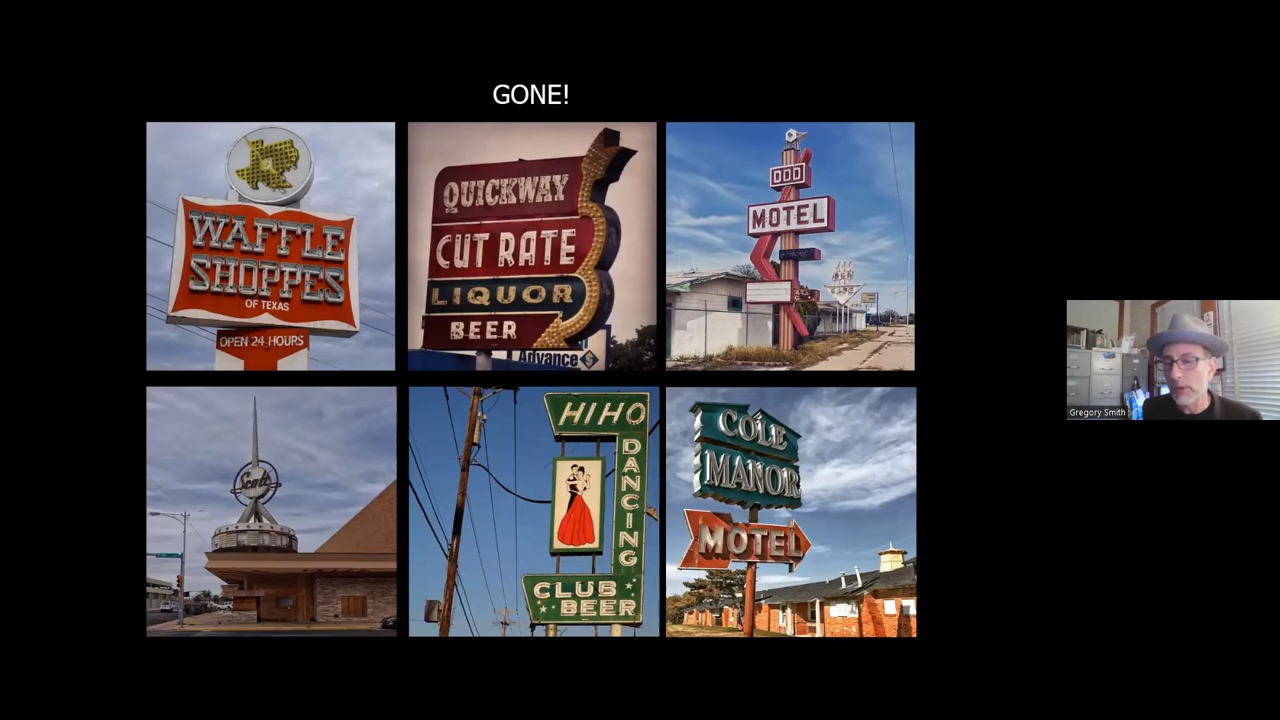 GONE!
WAFFLE
SHOPPES
OF TEXAS
OPEN 24 HOURS
QUICKWAY
CUT RATE
LIQUOR
BEER
Advance $
MOTEL
Scott
HIHO
DANCING
CLUB
BEER
COLE
MANOR
MOTEL
Gregory Smith